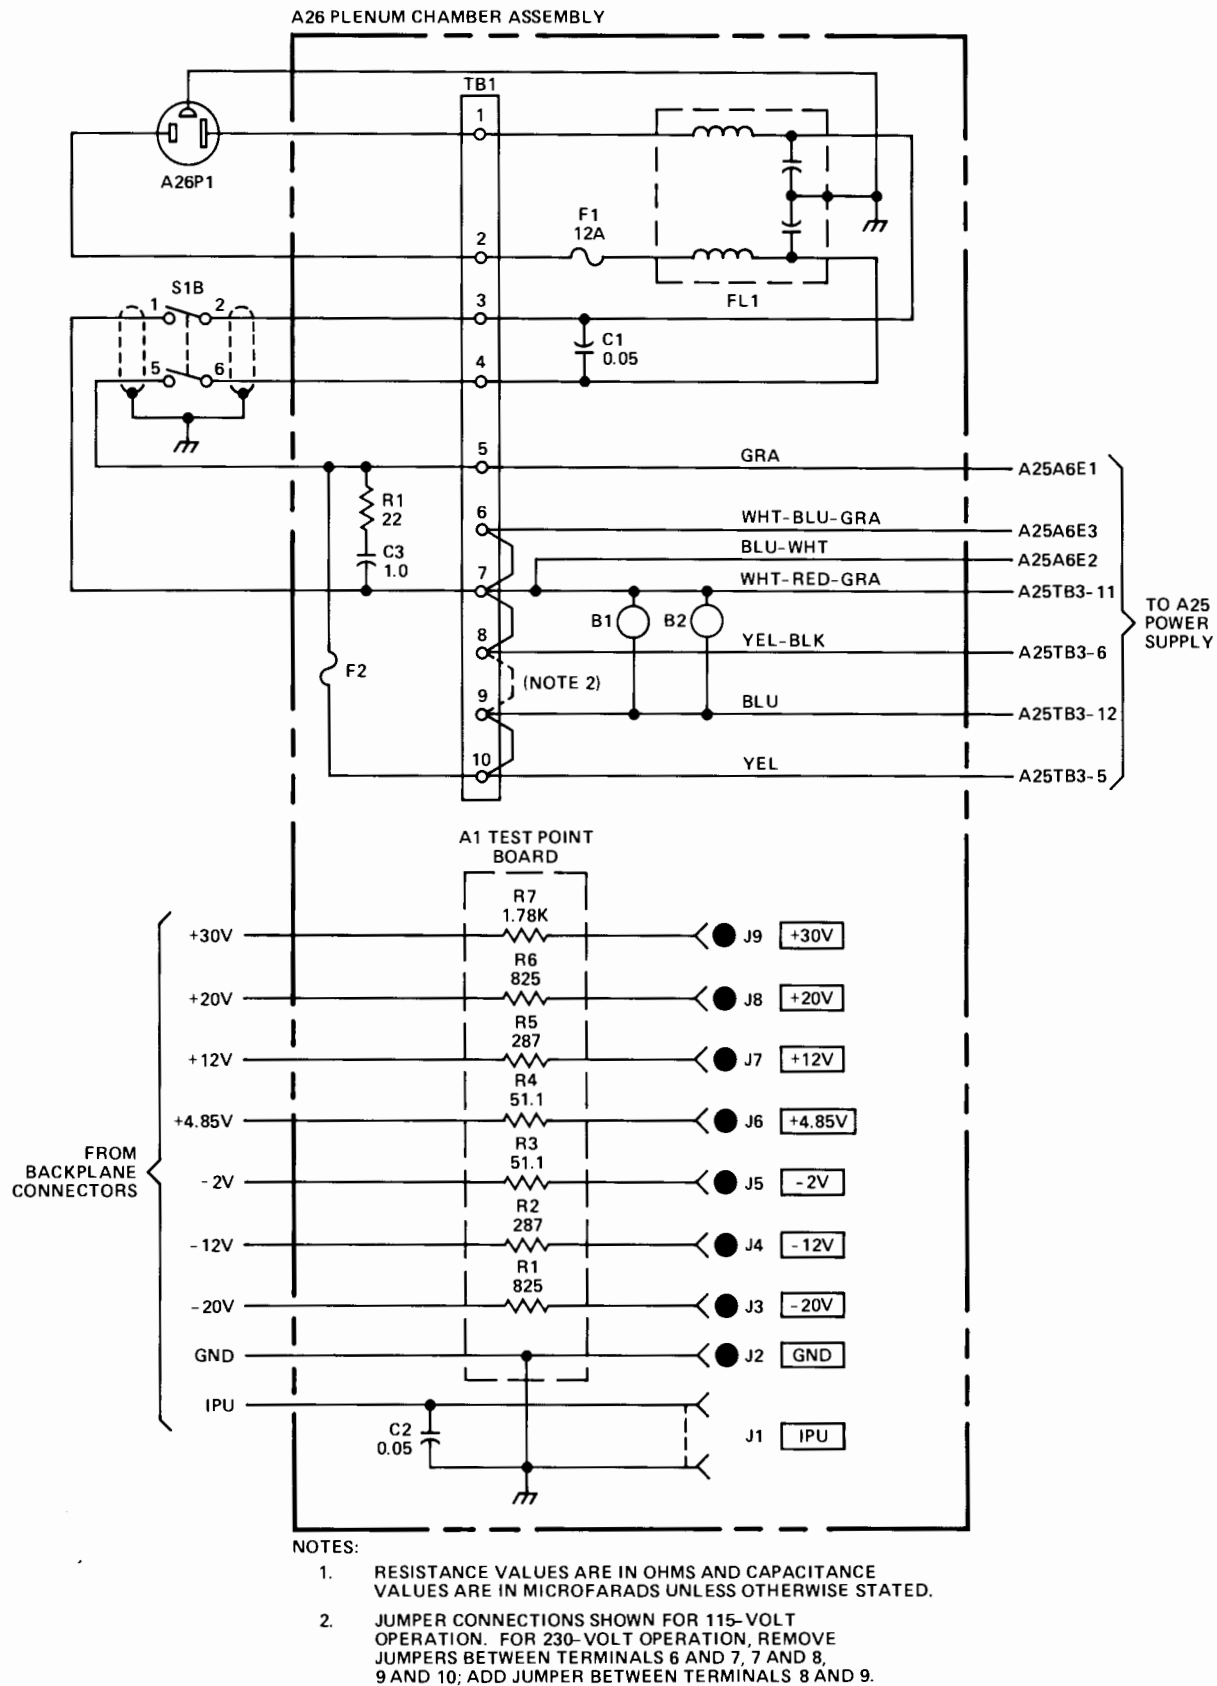 A26 PLENUM CHAMBER ASSEMBLY
TB1
1
A26P1
2
F1
12A
FL1
S1B
1
2
3
C1
0.05
5
6
4
5
GRA
A25A6E1
R1
22
6
WHT-BLU-GRA
A25A6E3
BLU-WHT
A25A6E2
C3
1.0
7
WHT-RED-GRA
A25TB3-11
B1
B2
TO A25
POWER
SUPPLY
8
YEL-BLK
A25TB3-6
F2
(NOTE 2)
9
BLU
A25TB3-12
10
YEL
A25TB3-5
A1 TEST POINT
BOARD
R7
1.78K
+30V
J9
+30V
R6
825
+20V
J8
+20V
R5
287
+12V
J7
+12V
R4
51.1
+4.85V
J6
+4.85V
FROM
BACKPLANE
CONNECTORS
R3
51.1
-2V
J5
-2V
R2
287
-12V
J4
-12V
R1
825
-20V
J3
-20V
GND
J2
GND
IPU
C2
0.05
J1
IPU
NOTES:
1. RESISTANCE VALUES ARE IN OHMS AND CAPACITANCE
VALUES ARE IN MICROFARADS UNLESS OTHERWISE STATED.
2. JUMPER CONNECTIONS SHOWN FOR 115-VOLT
OPERATION. FOR 230-VOLT OPERATION, REMOVE
JUMPERS BETWEEN TERMINALS 6 AND 7, 7 AND 8,
9 AND 10; ADD JUMPER BETWEEN TERMINALS 8 AND 9.